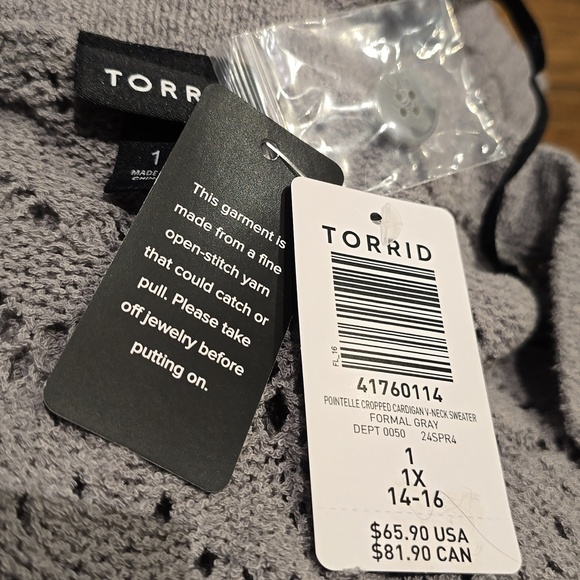 TORR
1
MADE
CHIN
This garment is
made from a fine
open-stitch yarn
that could catch or
pull. Please take
off jewelry before
putting on.
TORRID
FL_16
41760114
POINTELLE CROPPED CARDIGAN V-NECK SWEATER
FORMAL GRAY
DEPT 0050 24SPR4
1
1X
14-16
$65.90 USA
$81.90 CAN